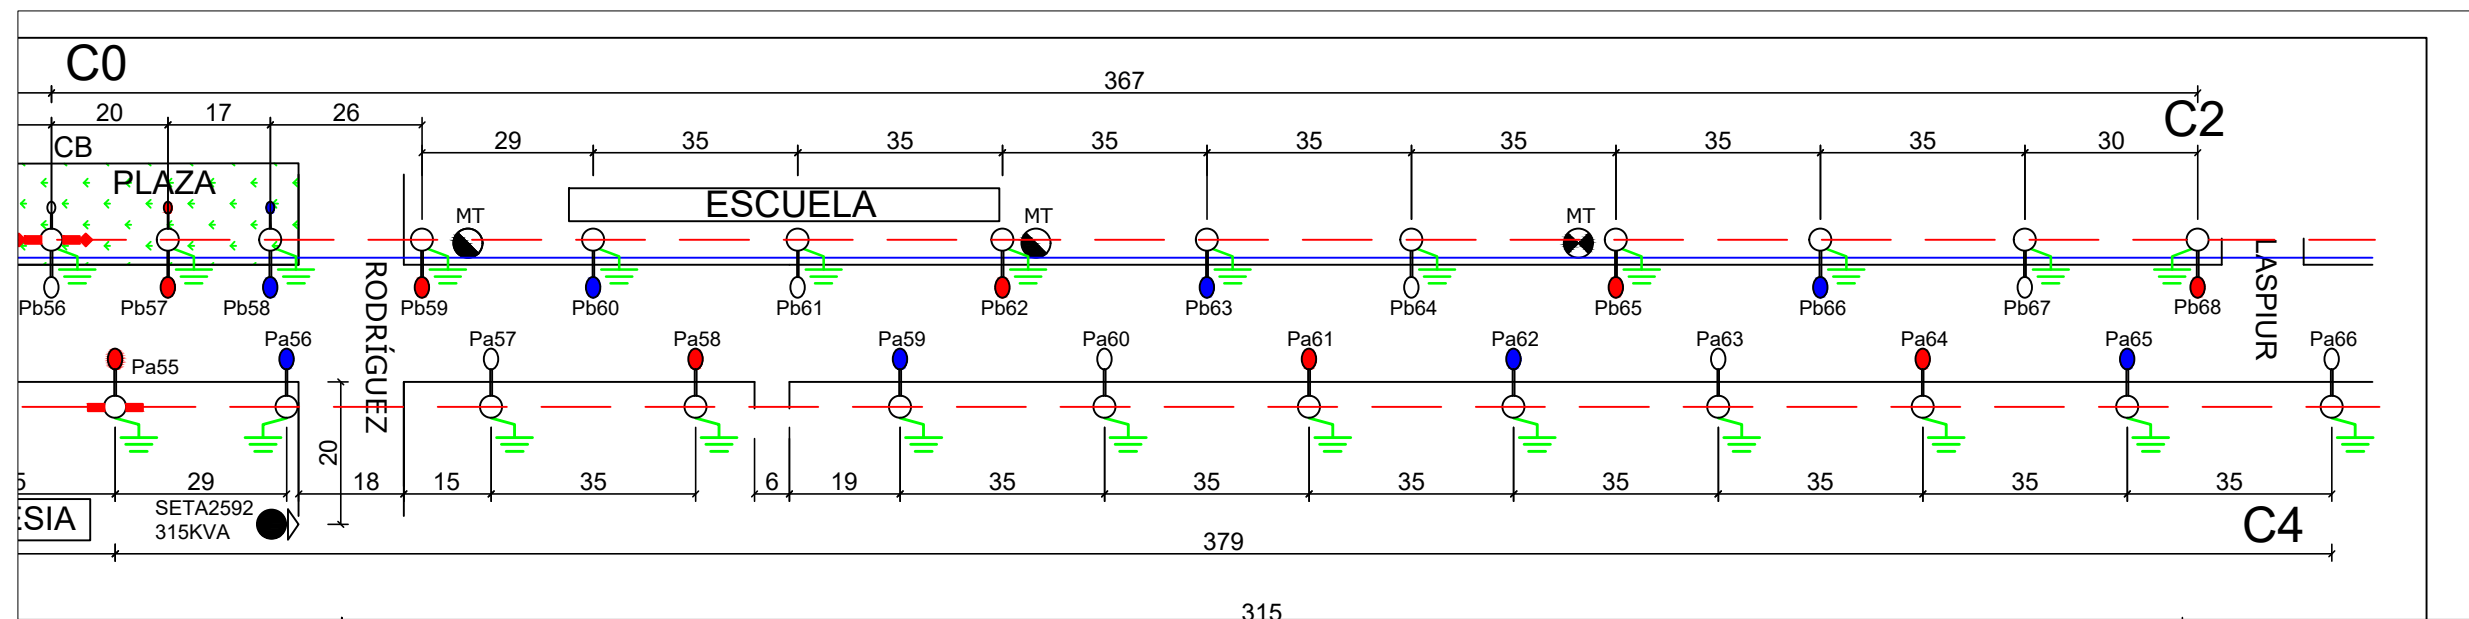 C0
367
C2
20 17 26
29 35 35 35 35 35 35 35 30
CB
PLAZA
ESCUELA
MT MT MT
LASPIUR
RODRÍGUEZ
Pb56 Pb57 Pb58 Pb59 Pb60 Pb61 Pb62 Pb63 Pb64 Pb65 Pb66 Pb67 Pb68
Pa55 Pa56 Pa57 Pa58 Pa59 Pa60 Pa61 Pa62 Pa63 Pa64 Pa65 Pa66
20
29 18 15 35 6 19 35 35 35 35 35 35 35
ESIA
SETA2592
315KVA
C4
379
315